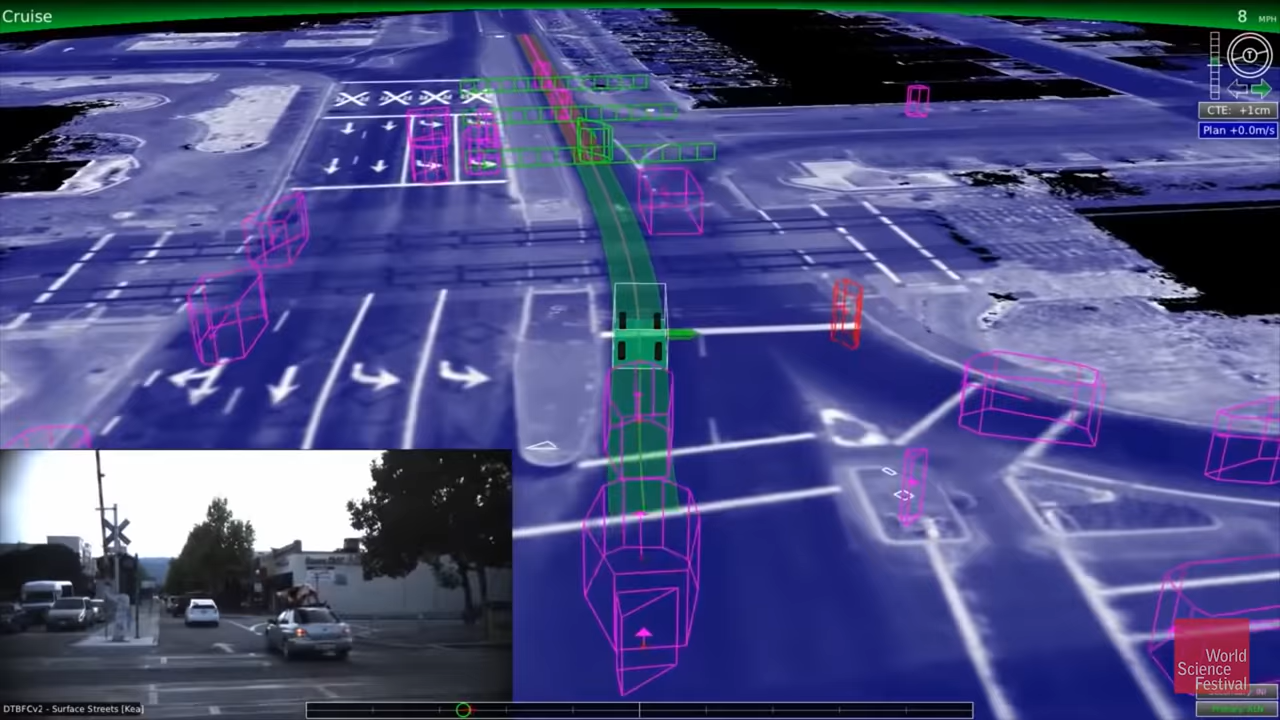 Cruise
8 MPH
CTE: +1cm
Plan +0.0m/s
World
Science
Festival
DTBFCv2 - Surface Streets [Kea]